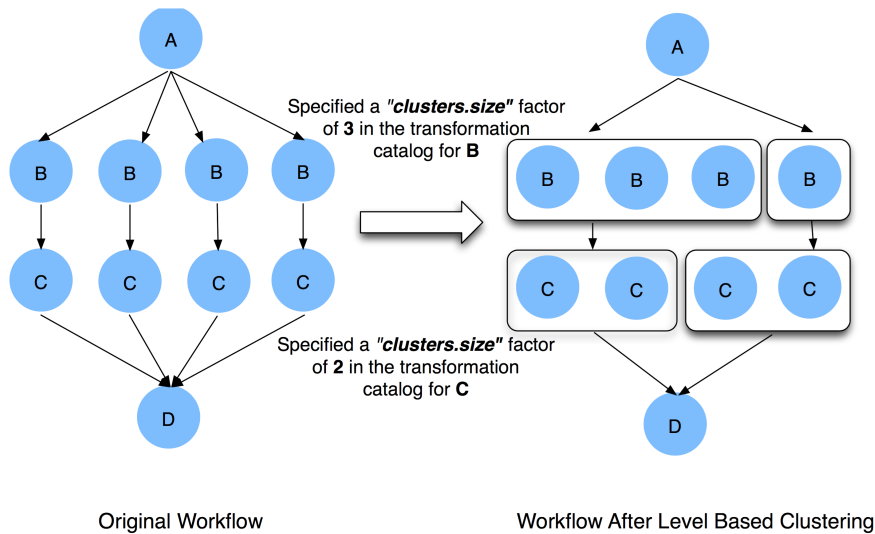 A
A
Specified a "clusters.size" factor
of 3 in the transformation
catalog for B
B
B
B
B
B
B
B
B
C
C
C
C
C
C
C
C
Specified a "clusters.size" factor
of 2 in the transformation
catalog for C
D
D
Original Workflow
Workflow After Level Based Clustering